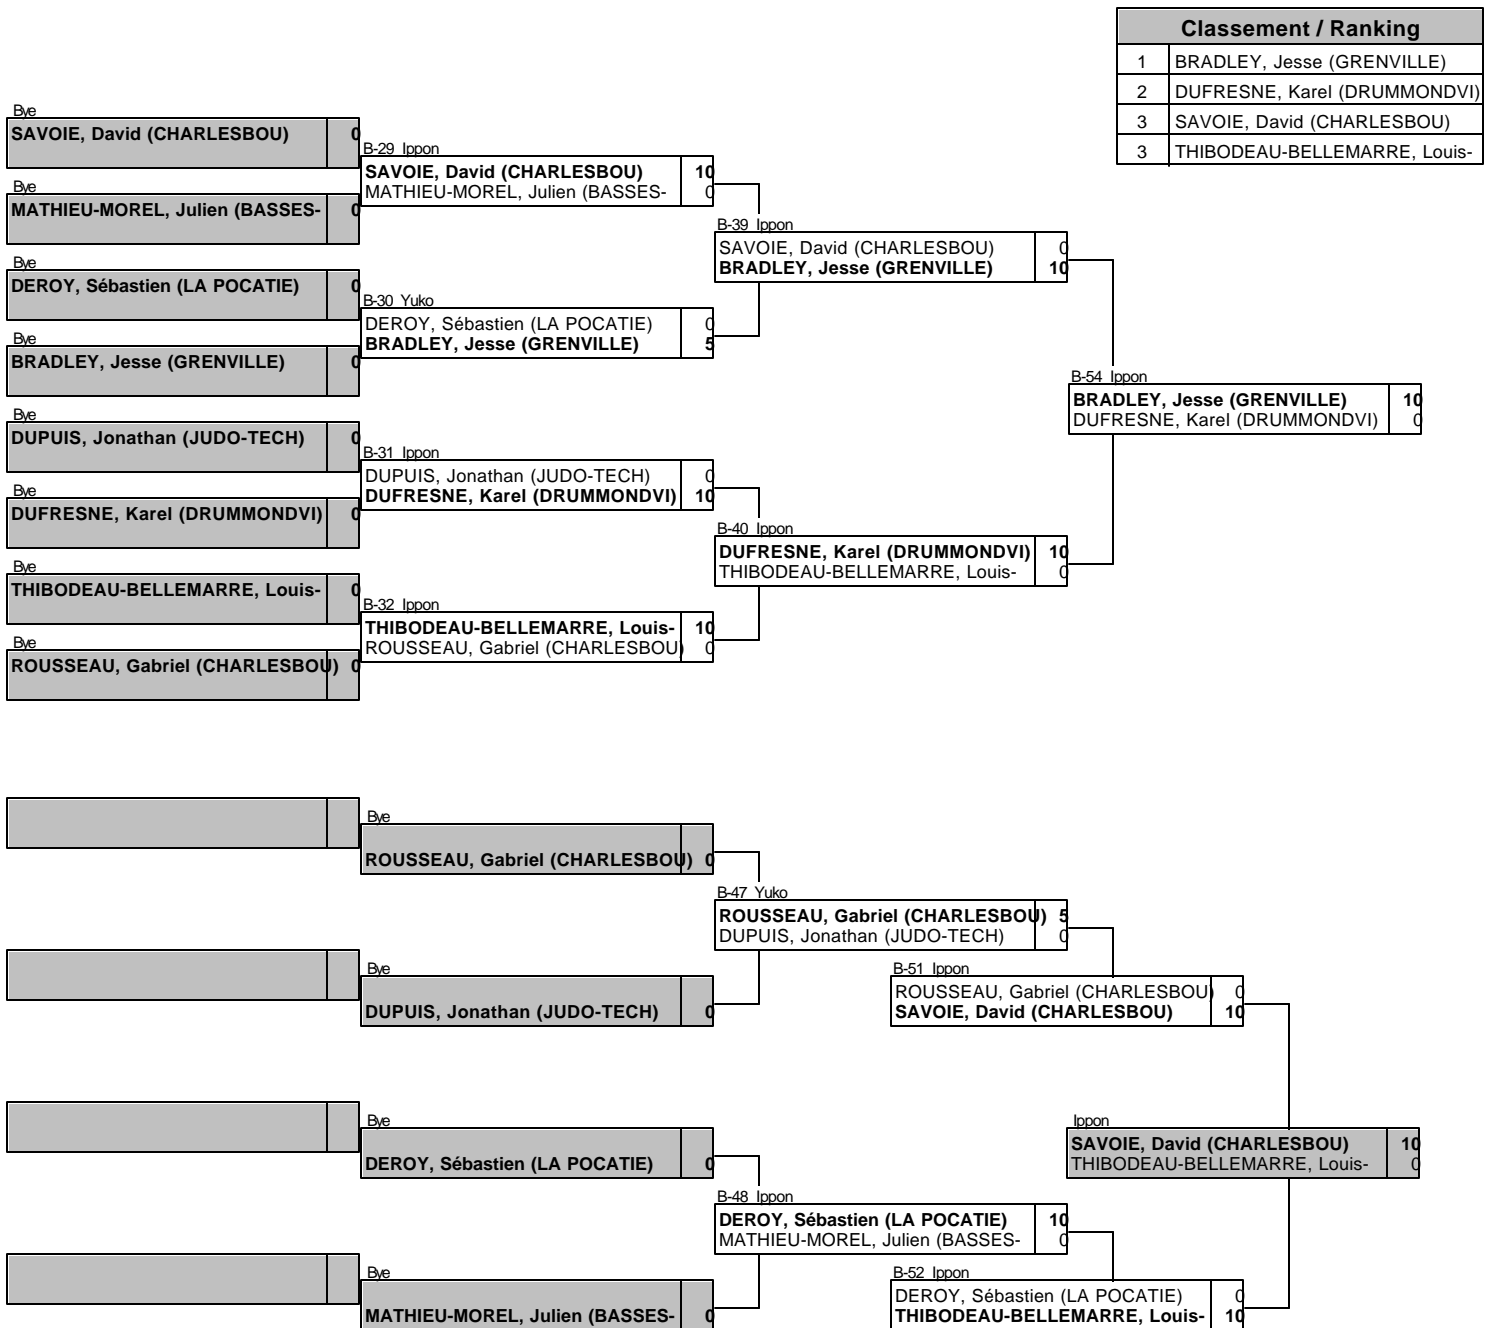 Classement / Ranking
1 BRADLEY, Jesse (GRENVILLE)
2 DUFRESNE, Karel (DRUMMONDVI)
3 SAVOIE, David (CHARLESBOU)
3 THIBODEAU-BELLEMARRE, Louis-
Bye
SAVOIE, David (CHARLESBOU) 0
Bye
MATHIEU-MOREL, Julien (BASSES- 0
Bye
DEROY, Sébastien (LA POCATIE) 0
Bye
BRADLEY, Jesse (GRENVILLE) 0
Bye
DUPUIS, Jonathan (JUDO-TECH) 0
Bye
DUFRESNE, Karel (DRUMMONDVI) 0
Bye
THIBODEAU-BELLEMARRE, Louis- 0
Bye
ROUSSEAU, Gabriel (CHARLESBOU) 0
B-29 Ippon
SAVOIE, David (CHARLESBOU) 10
MATHIEU-MOREL, Julien (BASSES- 0
B-30 Yuko
DEROY, Sébastien (LA POCATIE) 0
BRADLEY, Jesse (GRENVILLE) 5
B-31 Ippon
DUPUIS, Jonathan (JUDO-TECH) 0
DUFRESNE, Karel (DRUMMONDVI) 10
B-32 Ippon
THIBODEAU-BELLEMARRE, Louis- 10
ROUSSEAU, Gabriel (CHARLESBOU) 0
B-39 Ippon
SAVOIE, David (CHARLESBOU) 0
BRADLEY, Jesse (GRENVILLE) 10
B-40 Ippon
DUFRESNE, Karel (DRUMMONDVI) 10
THIBODEAU-BELLEMARRE, Louis- 0
B-54 Ippon
BRADLEY, Jesse (GRENVILLE) 10
DUFRESNE, Karel (DRUMMONDVI) 0
Bye
ROUSSEAU, Gabriel (CHARLESBOU) 0
Bye
DUPUIS, Jonathan (JUDO-TECH) 0
Bye
DEROY, Sébastien (LA POCATIE) 0
Bye
MATHIEU-MOREL, Julien (BASSES- 0
B-47 Yuko
ROUSSEAU, Gabriel (CHARLESBOU) 5
DUPUIS, Jonathan (JUDO-TECH) 0
B-48 Ippon
DEROY, Sébastien (LA POCATIE) 10
MATHIEU-MOREL, Julien (BASSES- 0
B-51 Ippon
ROUSSEAU, Gabriel (CHARLESBOU) 0
SAVOIE, David (CHARLESBOU) 10
B-52 Ippon
DEROY, Sébastien (LA POCATIE) 0
THIBODEAU-BELLEMARRE, Louis- 10
Ippon
SAVOIE, David (CHARLESBOU) 10
THIBODEAU-BELLEMARRE, Louis- 0